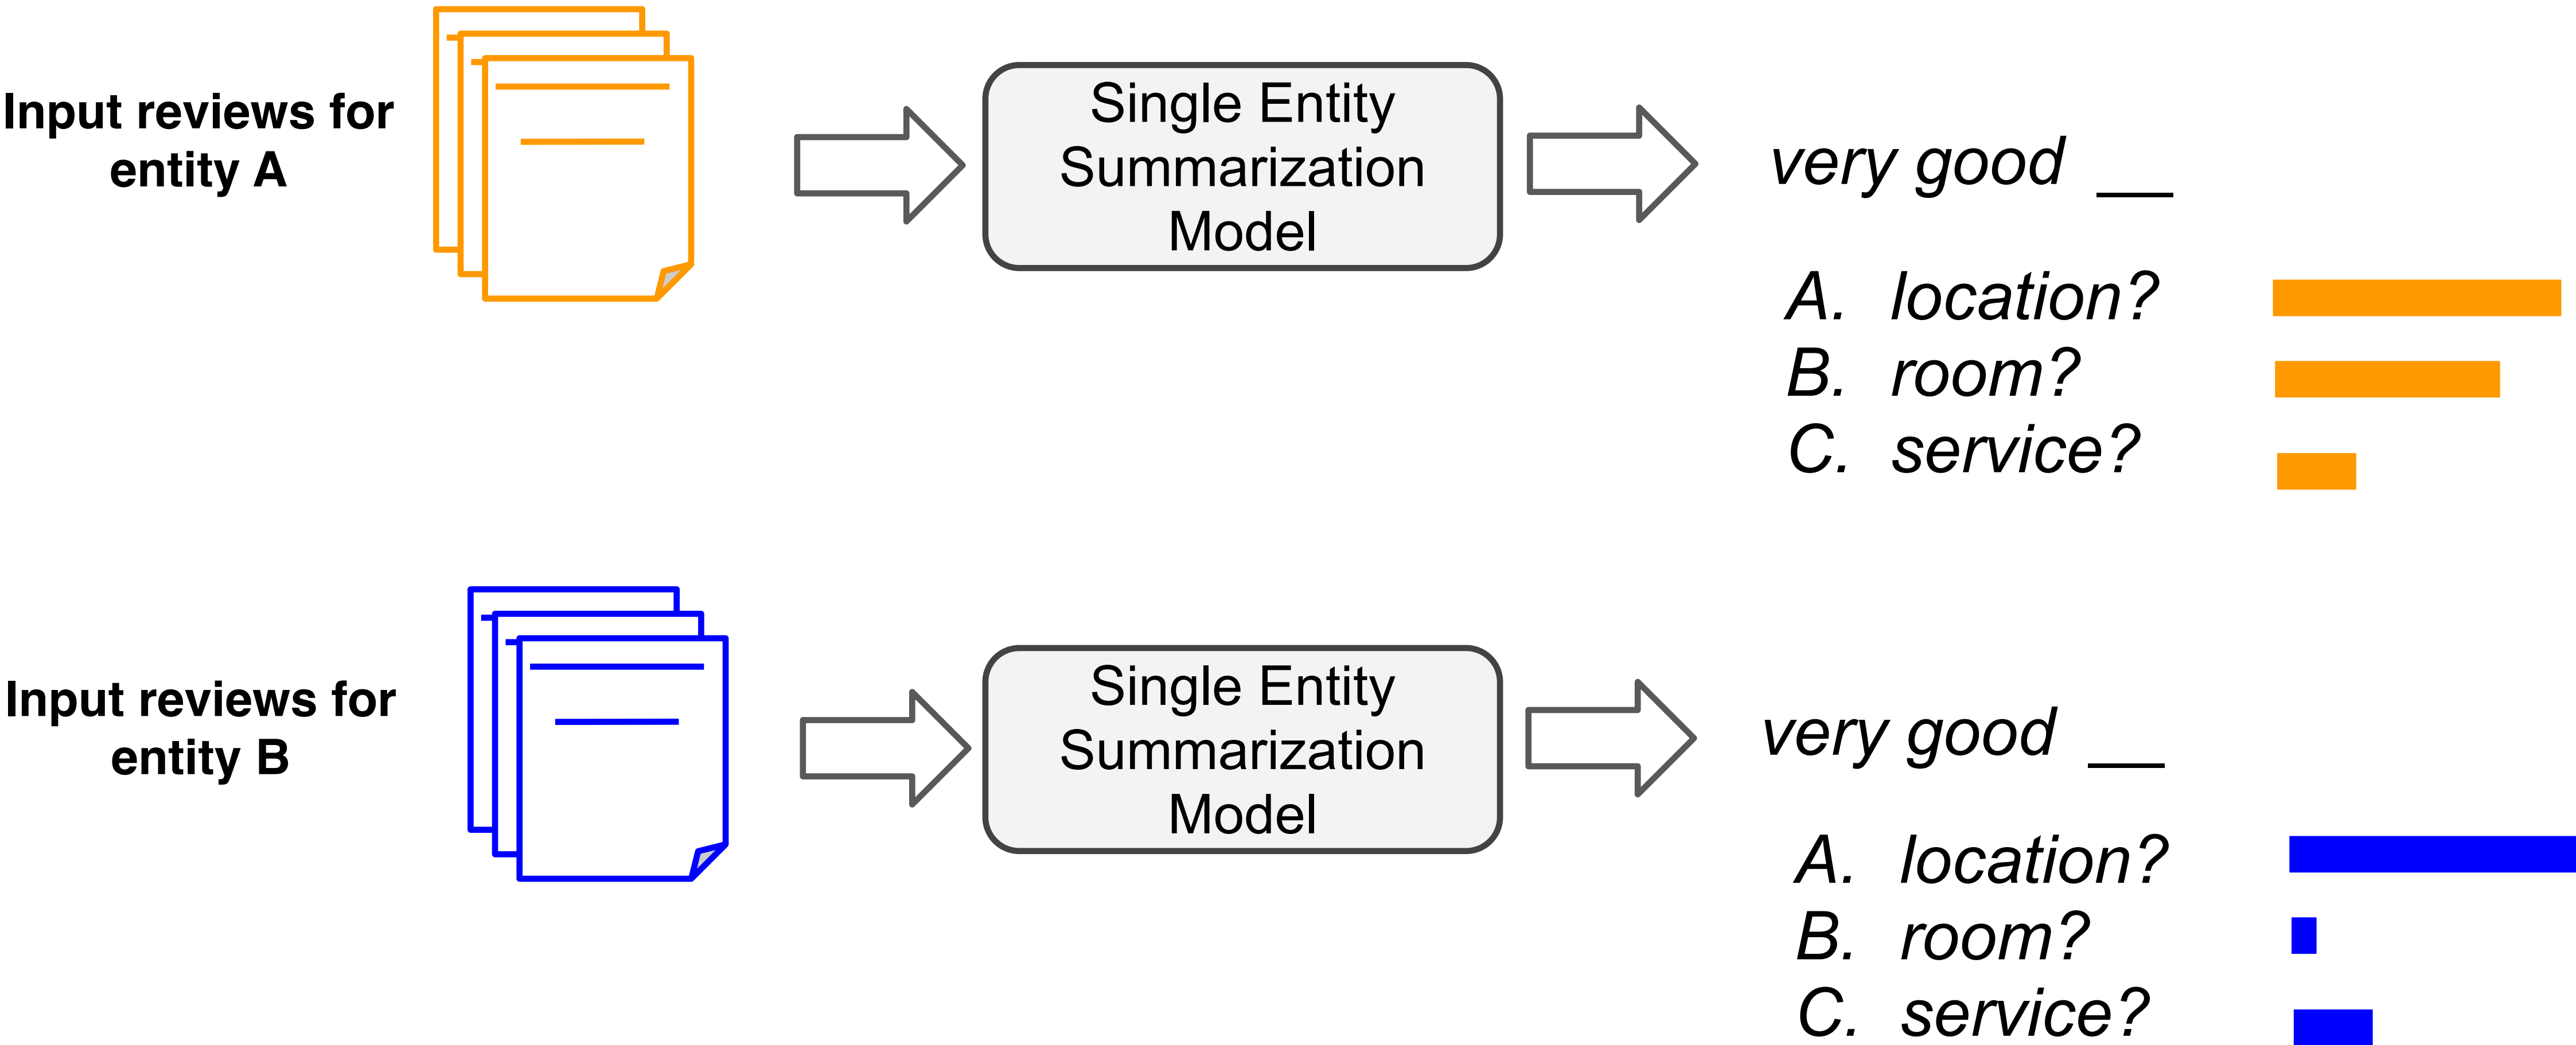 Input reviews for
entity A
Single Entity
Summarization
Model
very good __
A. location?
B. room?
C. service?
Input reviews for
entity B
Single Entity
Summarization
Model
very good __
A. location?
B. room?
C. service?